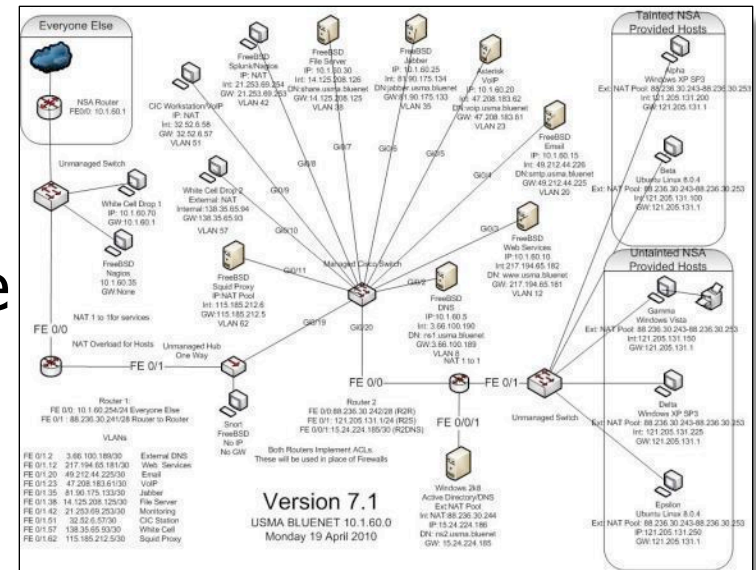 Everyone Else
NSA Router
FE0/0: 10.1.60.1
Unmanaged Switch
White Cell Drop 1
IP: 10.1.60.70
GW:10.1.60.1
FreeBSD
Nagios
10.1.60.35
GW:None
FE 0/0
NAT 1 to 1for services
NAT Overload for Hosts
FE 0/1
Unmanaged Hub
One Way
Snort
FreeBSD
No IP
No GW
Router 1:
FE 0/0: 10.1.60.254/24 Everyone Else
FE 0/1 : 88.236.30.241/28 Router to Router
VLANs
FE 0/1.2 3.66.100.189/30 External DNS
FE 0/1.12 217.194.65.181/30 Web Services
FE 0/1.20 49.212.44.225/30 Email
FE 0/1.23 47.208.183.61/30 VoIP
FE 0/1.35 81.90.175.133/30 Jabber
FE 0/1.38 14.125.208.125/30 File Server
FE 0/1.42 21.253.69.253/30 Monitoring
FE 0/1.51 32.52.6.57/30 CIC Station
FE 0/1.57 138.35.65.93/30 White Cell
FE 0/1.62 115.185.212.5/30 Squid Proxy
CIC Workstation/VoIP
IP: NAT
Int: 32.52.6.58
GW: 32.52.6.57
VLAN 51
FreeBSD
Splunk/Nagios
IP: NAT
Int: 21.253.69.254
GW: 21.253.69.253
VLAN 42
FreeBSD
File Server
IP: 10.1.60.30
Int: 14.125.208.126
DN:share.usma.bluenet
GW:14.125.208.125
VLAN 38
FreeBSD
Jabber
IP: 10.1.60.25
Int: 81.90.175.134
DN:jabber.usma.bluenet
GW:81.90.175.133
VLAN 35
Asterisk
VoIP
IP: 10.1.60.20
Int: 47.208.183.62
DN:voip.usma.bluenet
GW: 47.208.183.61
VLAN 23
FreeBSD
Email
IP: 10.1.60.15
Int: 49.212.44.226
DN:smtp.usma.bluenet
GW:49.212.44.225
VLAN 20
FreeBSD
Web Services
IP:10.1.60.10
Int:217.194.65.182
DN: www.usma.bluenet
GW: 217.194.65.181
VLAN 12
FreeBSD
DNS
IP:10.1.60.5
Int: 3.66.100.190
DN: ns1.usma.bluenet
GW:3.66.100.189
VLAN 8
NAT 1 to 1
White Cell Drop 2
External: NAT
Internal:138.35.65.94
GW:138.35.65.93
VLAN 57
FreeBSD
Squid Proxy
IP:NAT Pool
Int: 115.185.212.6
GW:115.185.212.5
VLAN 62
Managed Cisco Switch
Gi0/8
Gi0/7
Gi0/6
Gi0/5
Gi0/4
Gi0/3
Gi0/2
Gi0/9
Gi0/10
Gi0/11
Gi0/19
Gi0/20
FE 0/0
FE 0/1
FE 0/0/1
Router 2
FE 0/0:88.236.30.242/28 (R2R)
FE 0/1: 121.205.131.1/24 (R2S)
FE 0/0/1:15.24.224.185/30 (R2DNS)
Both Routers Implement ACLs.
These will be used in place of Firewalls
Windows 2k8
Active Directory/DNS
Ext:NAT Pool
Int:NAT:88.236.30.244
IP:15.24.224.186
DN: ns2.usma.bluenet
GW: 15.24.224.185
Unmanaged Switch
Tainted NSA
Provided Hosts
Alpha
Windows XP SP3
Ext: NAT Pool: 88.236.30.243-88.236.30.253
Int:121.205.131.200
GW:121.205.131.1
Beta
Ubuntu Linux 8.0.4
Ext: NAT Pool: 88.236.30.243-88.236.30.253
Int:121.205.131.100
GW:121.205.131.1
Untainted NSA
Provided Hosts
Gamma
Windows Vista
Ext: NAT Pool: 88.236.30.243-88.236.30.253
Int:121.205.131.150
GW:121.205.131.1
Delta
Windows XP SP3
Ext: NAT Pool: 88.236.30.243-88.236.30.253
Int: 121.205.131.225
GW:121.205.131.1
Epsilon
Ubuntu Linux 8.0.4
Ext: NAT Pool: 88.236.30.243-88.236.30.253
IP:121.205.131.250
GW:121.205.131.1
Version 7.1
USMA BLUENET 10.1.60.0
Monday 19 April 2010
e